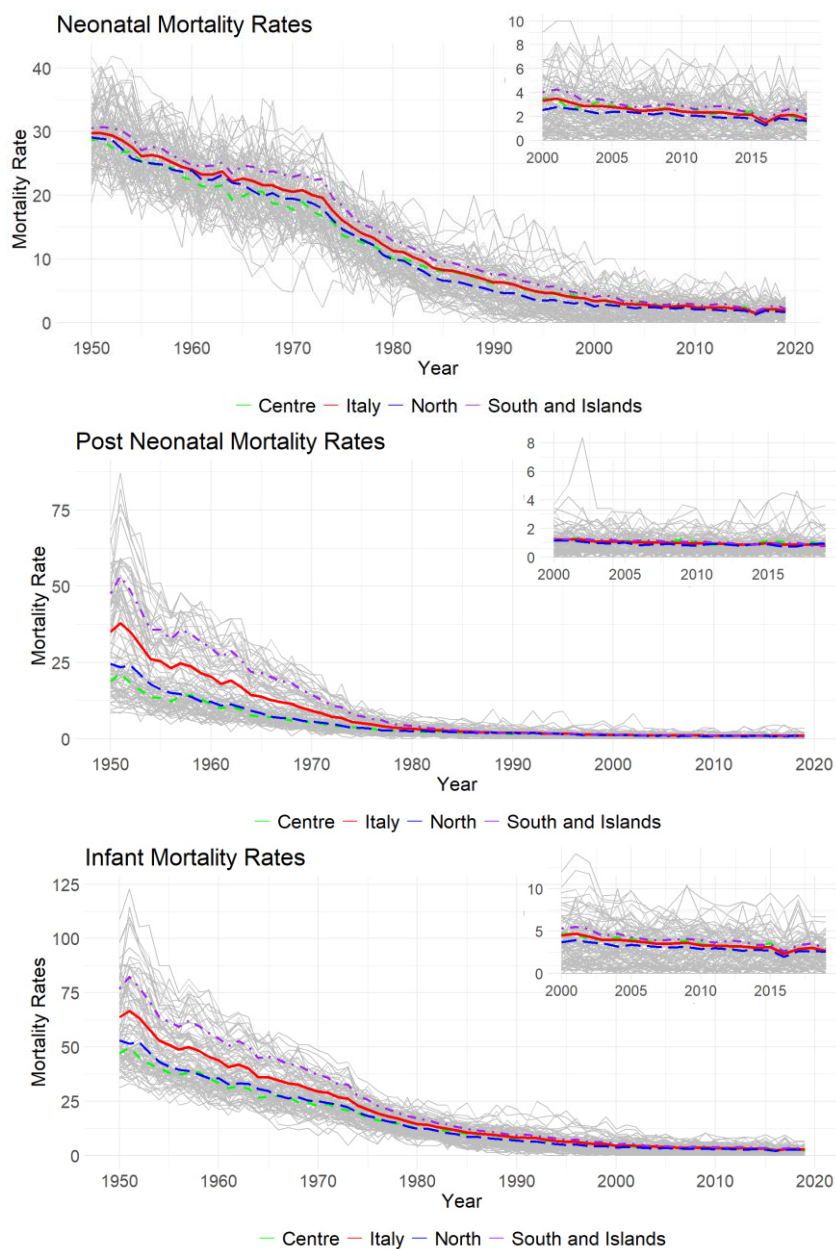 Neonatal Mortality Rates
10
8
6
4
2
0
2000 2005 2010 2015
40
30
20
10
0
Mortality Rate
1950 1960 1970 1980 1990 2000 2010 2020
Year
Centre Italy North South and Islands
Post Neonatal Mortality Rates
8
6
4
2
0
2000 2005 2010 2015
75
50
25
0
Mortality Rate
1950 1960 1970 1980 1990 2000 2010 2020
Year
Centre Italy North South and Islands
Infant Mortality Rates
10
5
0
2000 2005 2010 2015
125
100
75
50
25
0
Mortality Rates
1950 1960 1970 1980 1990 2000 2010 2020
Year
Centre Italy North South and Islands